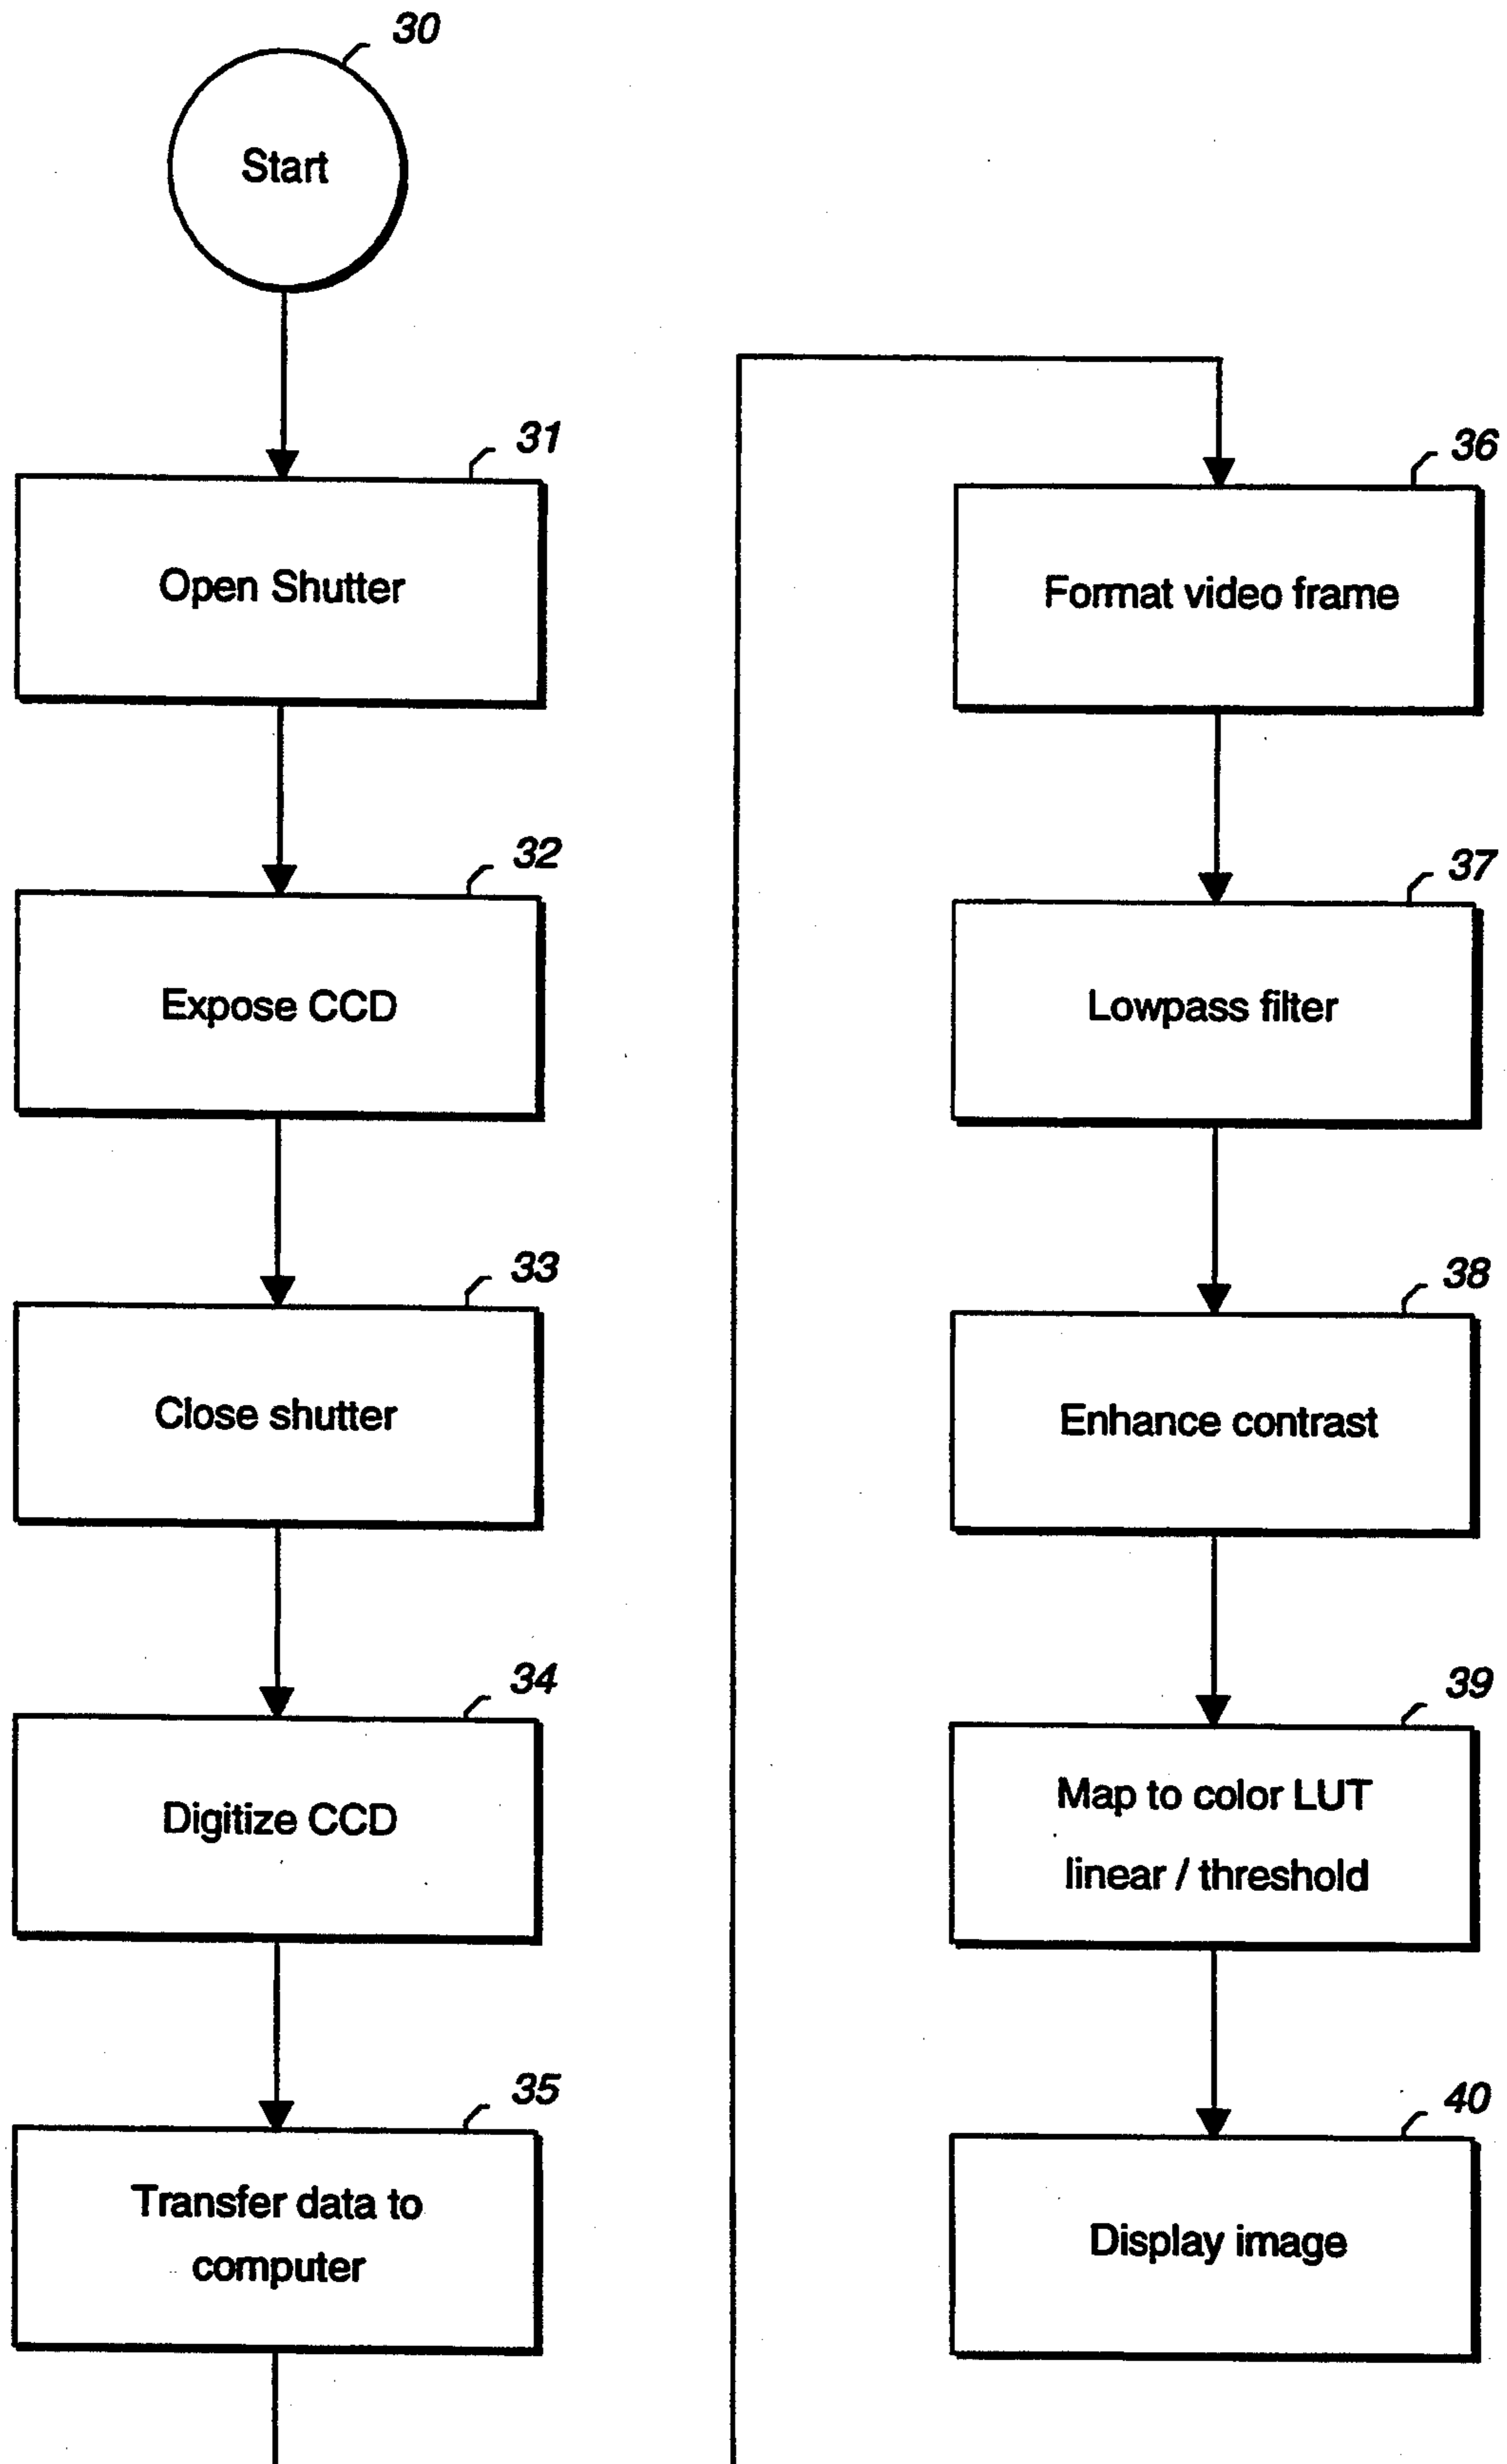 30
Start
31
Open Shutter
32
Expose CCD
33
Close shutter
34
Digitize CCD
35
Transfer data to
computer
36
Format video frame
37
Lowpass filter
38
Enhance contrast
39
Map to color LUT
linear / threshold
40
Display image